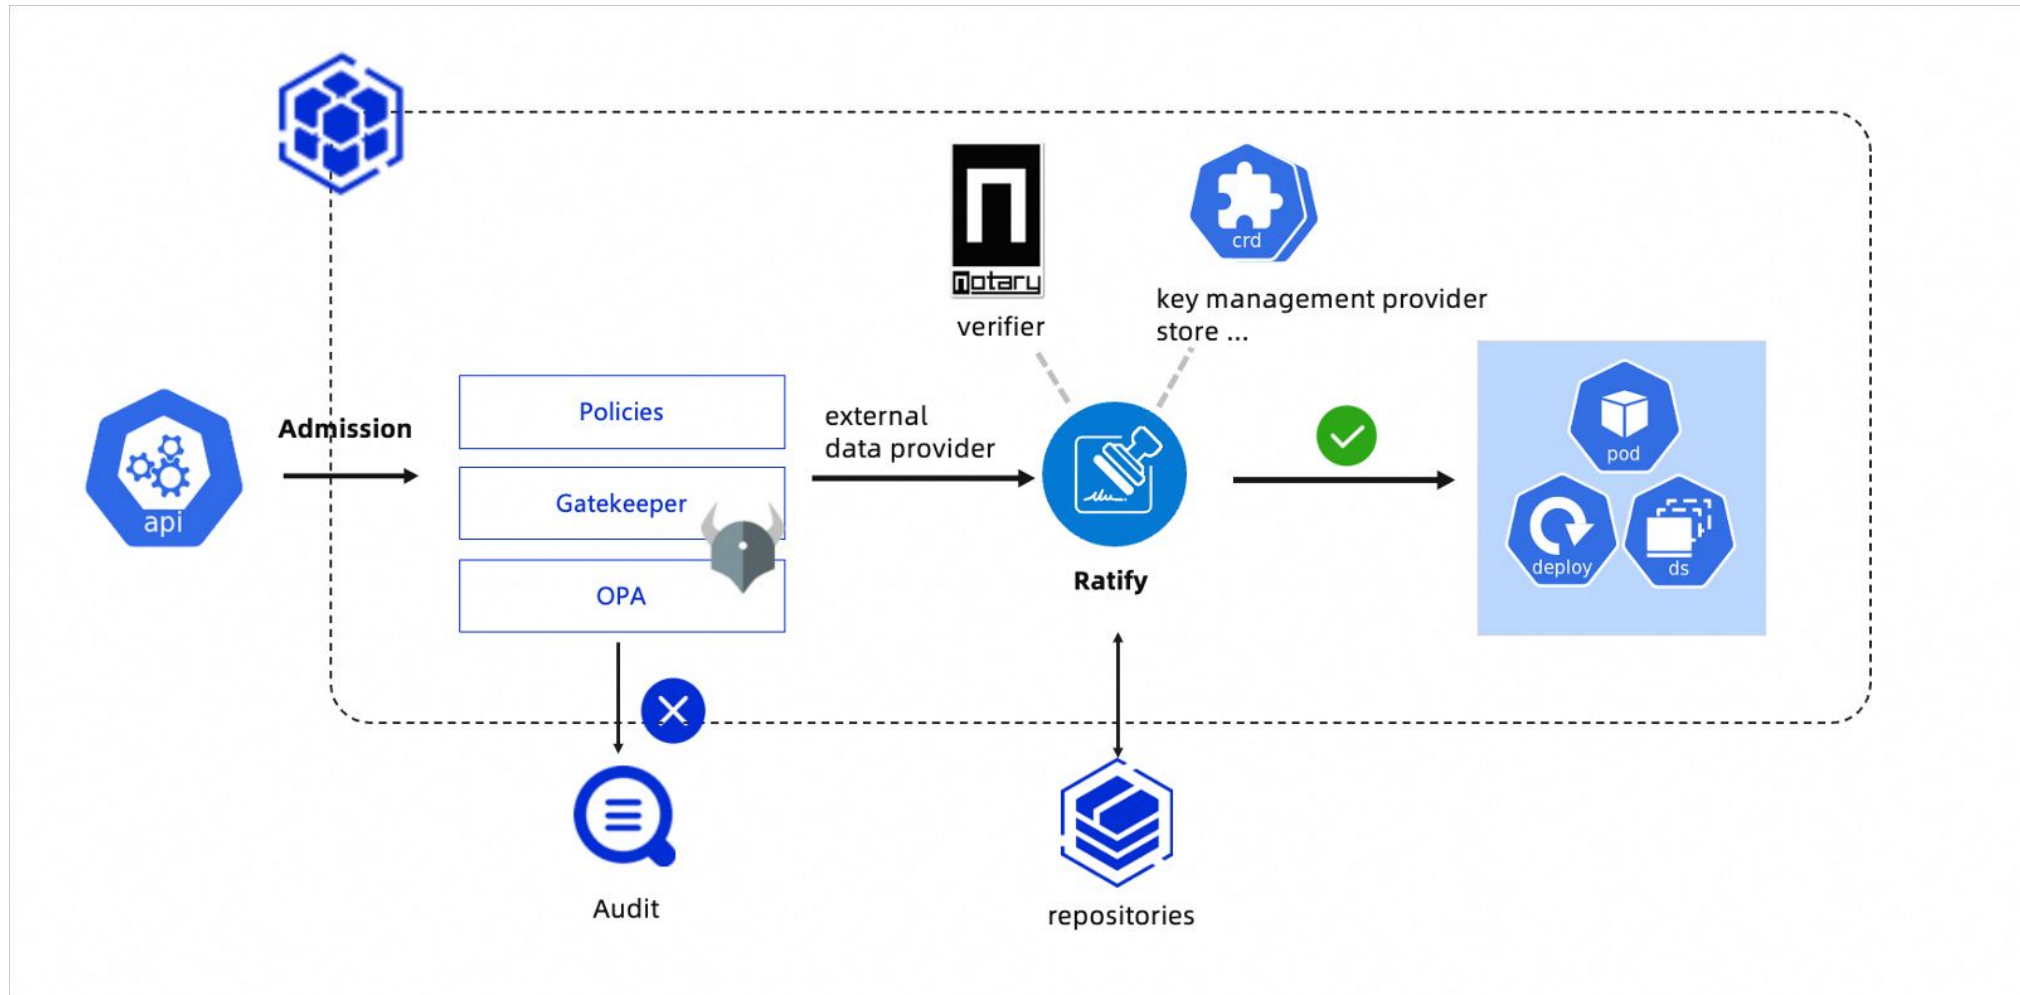 notary
verifier
crd
key management provider
store ...
api
Admission
Policies
Gatekeeper
OPA
external
data provider
Ratify
pod
deploy
ds
Audit
repositories